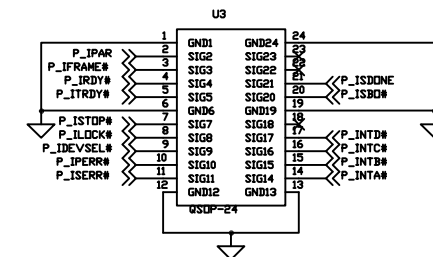 U3
1 GND1 GND24 24
P_IPAR 2 SIG2 SIG23 23
P_IFRAME# 3 SIG3 SIG22 22
P_IRDY# 4 SIG4 SIG21 21 P_ISDONE
P_ITRDY# 5 SIG5 SIG20 20 P_ISBO#
6 GND6 GND19 19
P_ISTOP# 7 SIG7 SIG18 18
P_ILOCK# 8 SIG8 SIG17 17 P_INTD#
P_IDEVSEL# 9 SIG9 SIG16 16 P_INTC#
P_IPERR# 10 SIG10 SIG15 15 P_INTB#
P_ISERR# 11 SIG11 SIG14 14 P_INTA#
12 GND12 GND13 13
QSOP-24